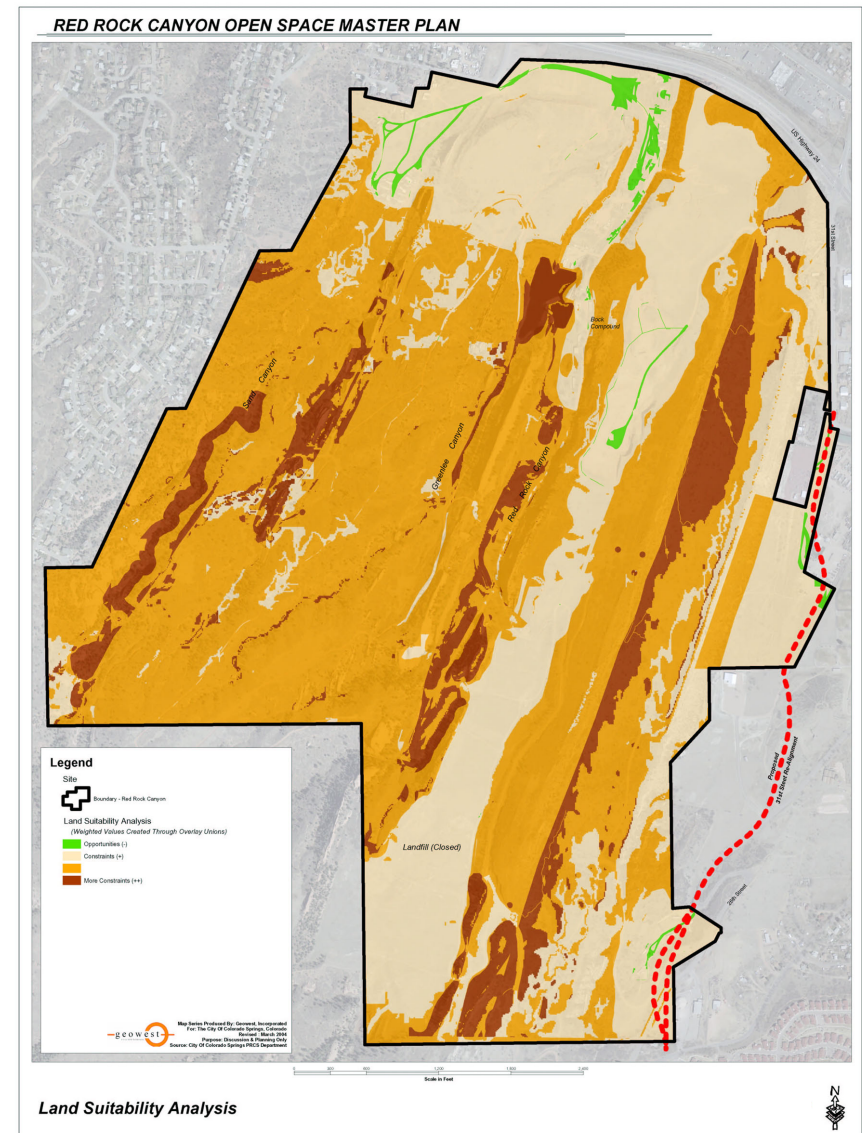 RED ROCK CANYON OPEN SPACE MASTER PLAN
US Highway 24
31st Street
Bock
Compound
Sand Canyon
Greenlee Canyon
Red Rock Canyon
Proposed
31st Street Re-Alignment
Landfill (Closed)
26th Street
Legend
Site
Boundary - Red Rock Canyon
Land Suitability Analysis
(Weighted Values Created Through Overlay Unions)
Opportunities (-)
Constraints (+)
More Constraints (++)
geowest
Map Series Produced By: Geowest, Incorporated
For: The City Of Colorado Springs, Colorado
Revised : March 2004
Purpose: Discussion & Planning Only
Source: City Of Colorado Springs PRCS Department
Scale in Feet
Land Suitability Analysis
N